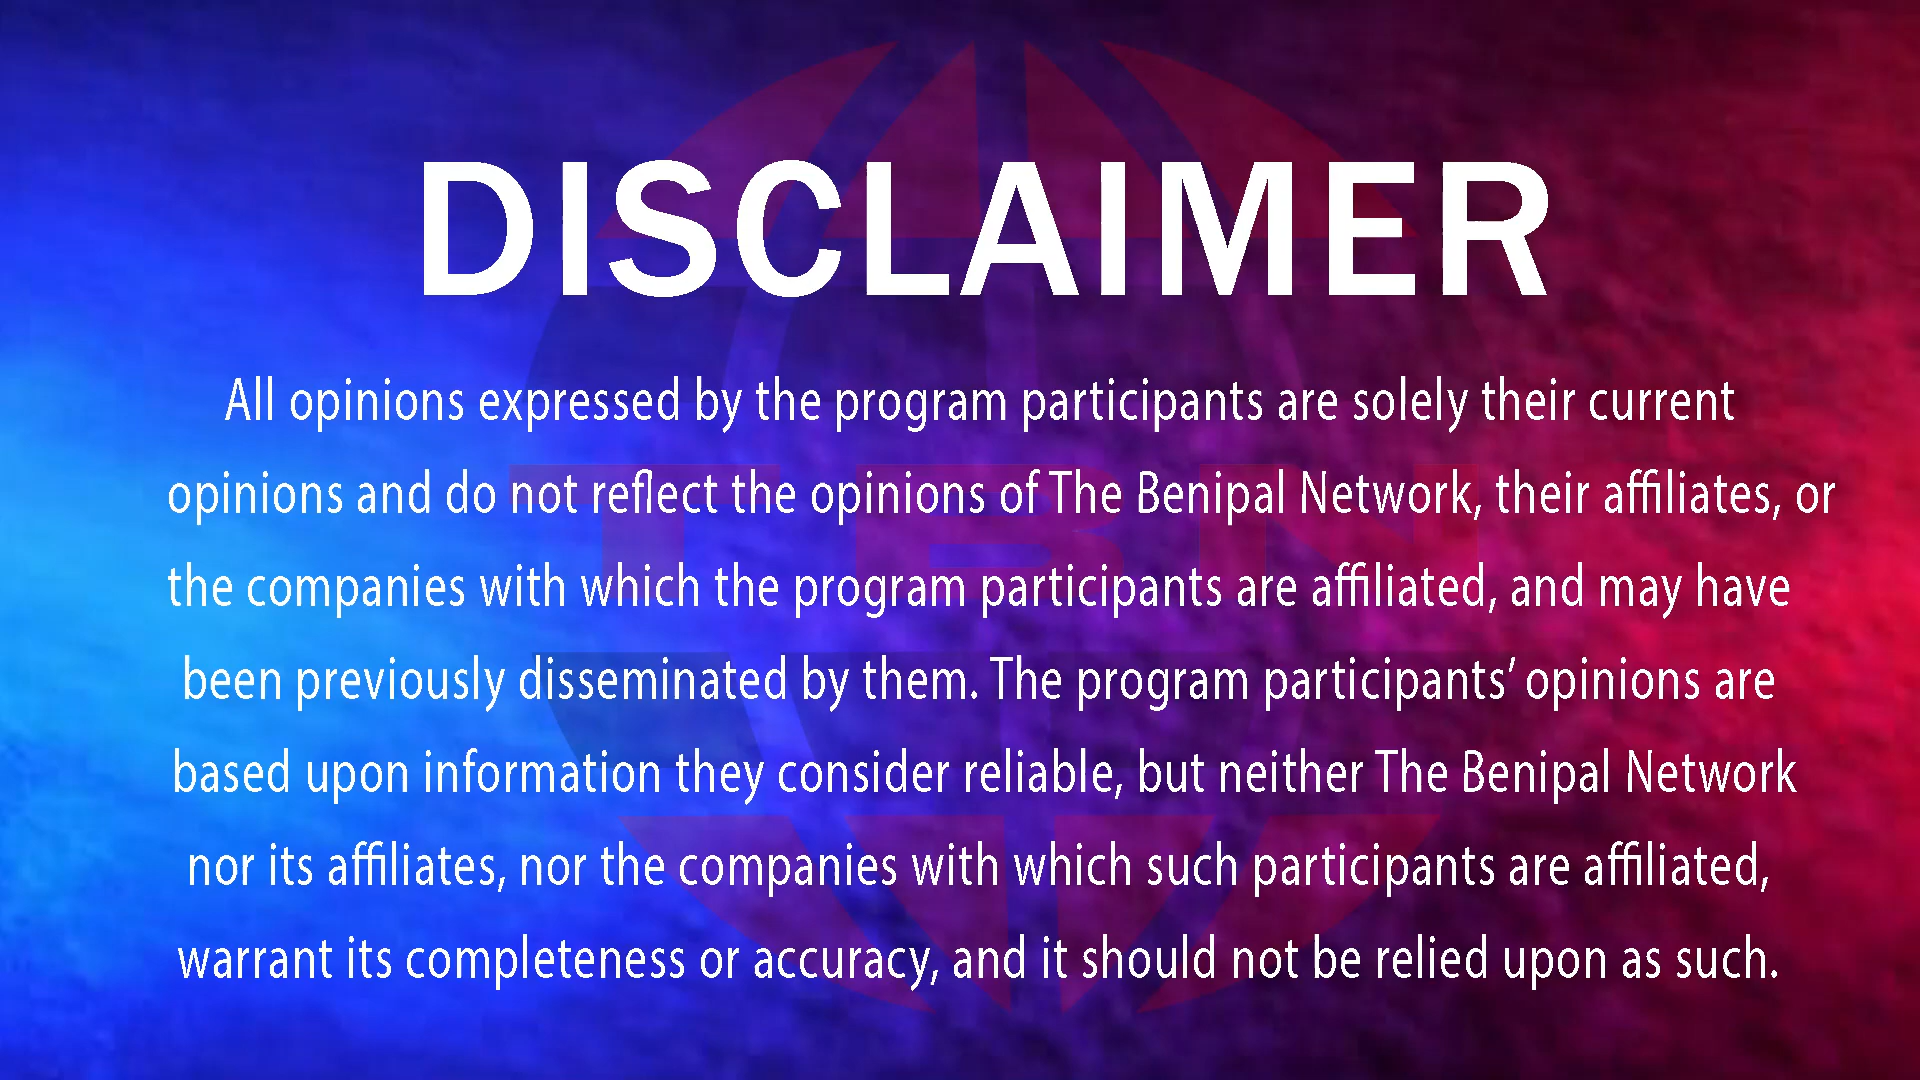 DISCLAIMER
All opinions expressed by the program participants are solely their current
opinions and do not reflect the opinions of The Benipal Network, their affiliates, or
the companies with which the program participants are affiliated, and may have
been previously disseminated by them. The program participants’ opinions are
based upon information they consider reliable, but neither The Benipal Network
nor its affiliates, nor the companies with which such participants are affiliated,
warrant its completeness or accuracy, and it should not be relied upon as such.
TBN